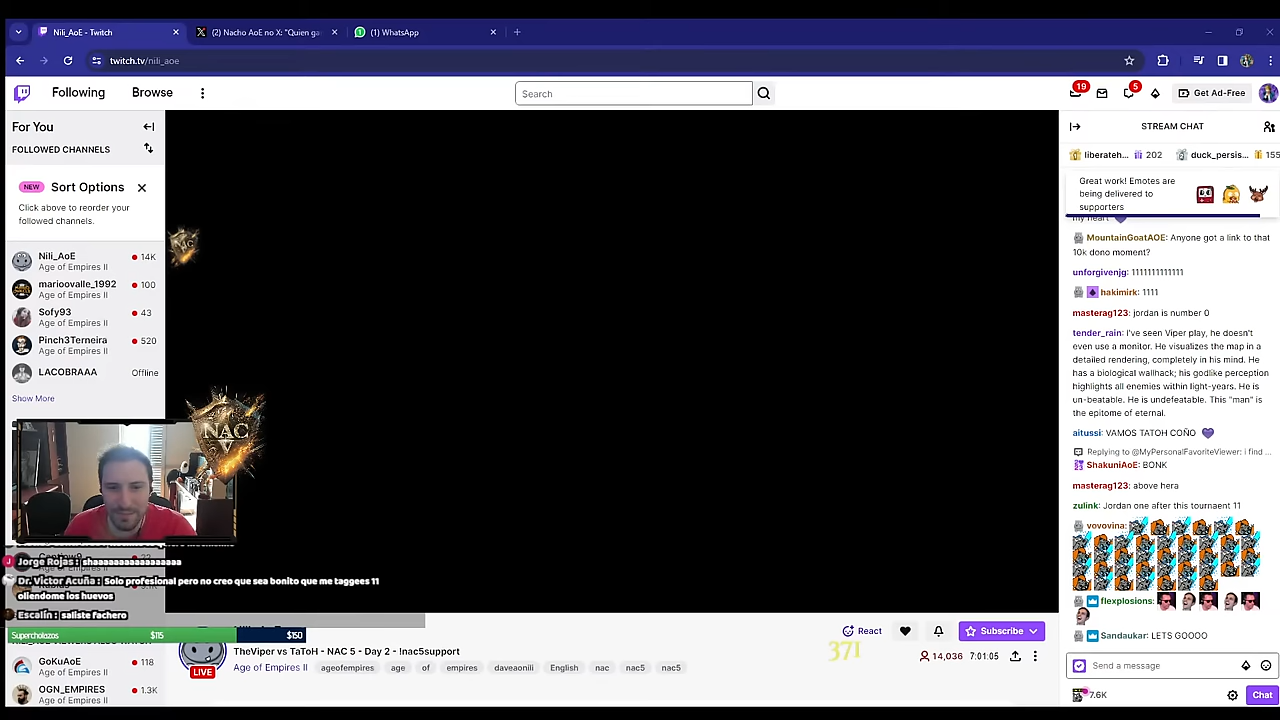 Nili_AoE - Twitch
(2) Nacho AoE no X: "Quien ga
(1) WhatsApp
twitch.tv/nili_aoe
Following
Browse
Search
19
5
Get Ad-Free
For You
FOLLOWED CHANNELS
NEW
Sort Options
Click above to reorder your
followed channels.
Nili_AoE
14K
Age of Empires II
marioovalle_1992
100
Age of Empires II
Sofy93
43
Age of Empires II
Pinch3Terneira
520
Age of Empires II
LACOBRAAA
Offline
Show More
NAC
Jorge Rojas : shaaaaaaaaaaaaaaaaa
Dr. Victor Acuña : Solo profesional pero no creo que sea bonito que me taggees 11
oliendome los huevos
Escalín : saliste fachero
Supercholazos
$115
$150
GoKuAoE
118
Age of Empires II
OGN_EMPIRES
1.3K
Age of Empires II
LIVE
TheViper vs TaToH - NAC 5 - Day 2 - !nac5support
Age of Empires II
ageofempires
age
of
empires
daveaonili
English
nac
nac5
nac5
React
Subscribe
371
14,036
7:01:05
STREAM CHAT
liberateh...
202
duck_persis...
155
Great work! Emotes are
being delivered to
supporters
my heart
MountainGoatAOE: Anyone got a link to that
10k dono moment?
unforgivenjg: 1111111111111
hakimirk: 1111
masterag123: jordan is number 0
tender_rain: i've seen Viper play, he doesn't
even use a monitor. He visualizes the map in a
detailed rendering, completely in his mind. He
has a biological wallhack; his godlike perception
highlights all enemies within light-years. He is
un-beatable. He is undefeatable. This "man" is
the epitome of eternal.
aitussi: VAMOS TATOH COÑO
Replying to @MyPersonalFavoriteViewer: i find ...
ShakuniAoE: BONK
masterag123: above hera
zulink: Jordan one after this tournaent 11
vovovina:
flexplosions:
Sandaukar: LETS GOOOO
Send a message
7.6K
Chat